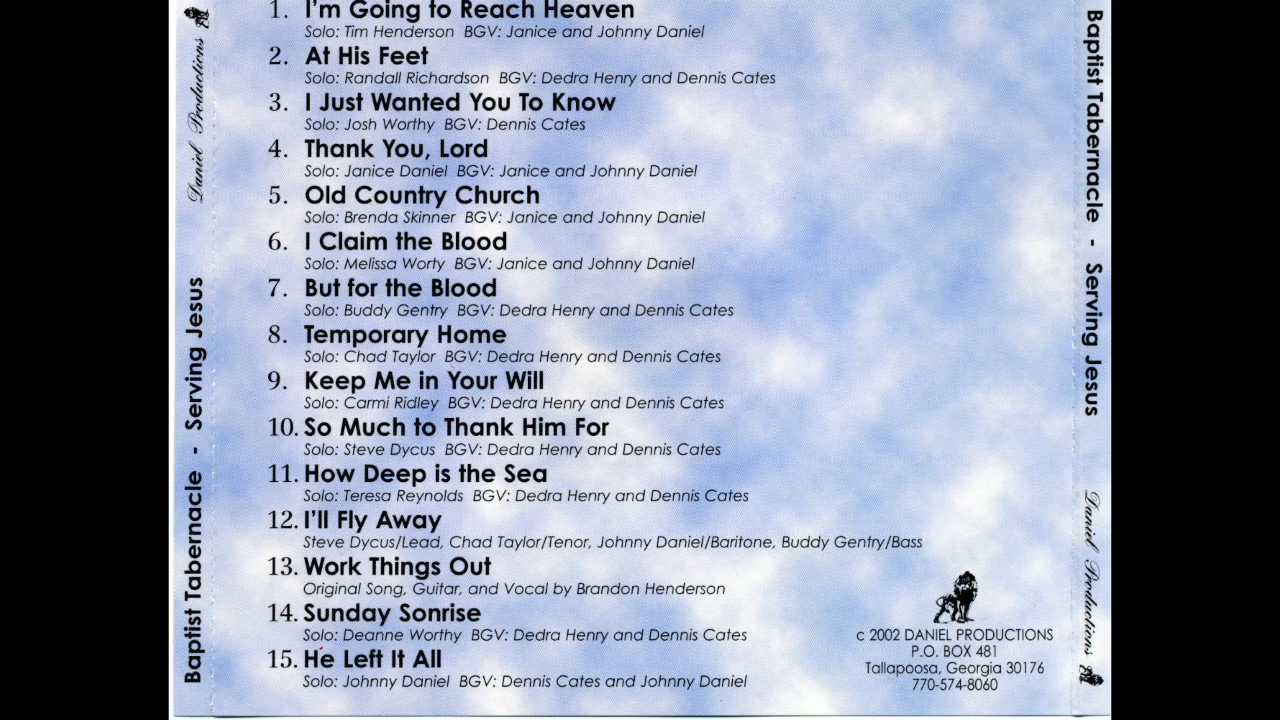 1. I'm Going to Reach Heaven
Solo: Tim Henderson BGV: Janice and Johnny Daniel
2. At His Feet
Solo: Randall Richardson BGV: Dedra Henry and Dennis Cates
3. I Just Wanted You To Know
Solo: Josh Worthy BGV: Dennis Cates
4. Thank You, Lord
Solo: Janice Daniel BGV: Janice and Johnny Daniel
5. Old Country Church
Solo: Brenda Skinner BGV: Janice and Johnny Daniel
6. I Claim the Blood
Solo: Melissa Worty BGV: Janice and Johnny Daniel
7. But for the Blood
Solo: Buddy Gentry BGV: Dedra Henry and Dennis Cates
8. Temporary Home
Solo: Chad Taylor BGV: Dedra Henry and Dennis Cates
9. Keep Me in Your Will
Solo: Carmi Ridley BGV: Dedra Henry and Dennis Cates
10. So Much to Thank Him For
Solo: Steve Dycus BGV: Dedra Henry and Dennis Cates
11. How Deep is the Sea
Solo: Teresa Reynolds BGV: Dedra Henry and Dennis Cates
12. I'll Fly Away
Steve Dycus/Lead, Chad Taylor/Tenor, Johnny Daniel/Baritone, Buddy Gentry/Bass
13. Work Things Out
Original Song, Guitar, and Vocal by Brandon Henderson
14. Sunday Sonrise
Solo: Deanne Worthy BGV: Dedra Henry and Dennis Cates
15. He Left It All
Solo: Johnny Daniel BGV: Dennis Cates and Johnny Daniel
c 2002 DANIEL PRODUCTIONS
P.O. BOX 481
Tallapoosa, Georgia 30176
770-574-8060
Baptist Tabernacle - Serving Jesus
Daniel Productions
Baptist Tabernacle - Serving Jesus
Daniel Productions